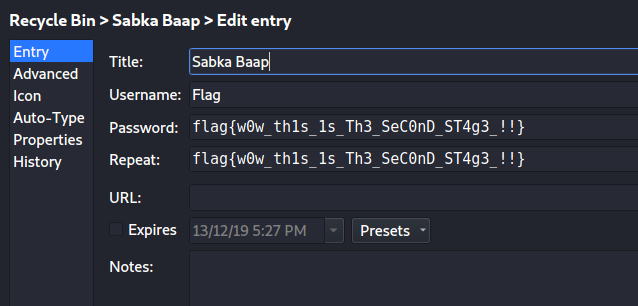 Recycle Bin > Sabka Baap > Edit entry
Entry
Advanced
Icon
Auto-Type
Properties
History
Title: Sabka Baap
Username: Flag
Password: flag{w0w_th1s_1s_Th3_SeC0nD_ST4g3_!!}
Repeat: flag{w0w_th1s_1s_Th3_SeC0nD_ST4g3_!!}
URL:
Expires 13/12/19 5:27 PM Presets
Notes: